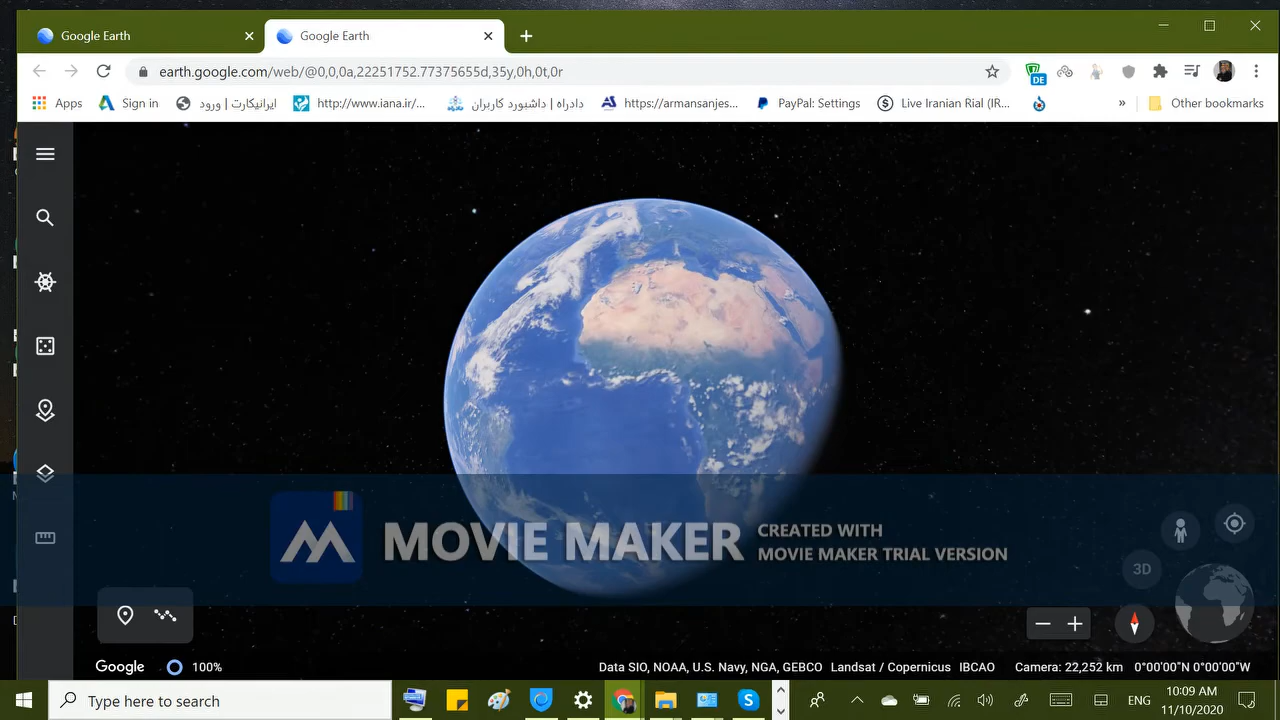 Google Earth
Google Earth
earth.google.com/web/@0,0,0a,22251752.77375655d,35y,0h,0t,0r
DE
Apps
Sign in
ایرانیکارت | ورود
http://www.iana.ir/...
دادراه | داشبورد کاربران
https://armansanjes...
PayPal: Settings
Live Iranian Rial (IR...
»
Other bookmarks
MOVIE MAKER
CREATED WITH
MOVIE MAKER TRIAL VERSION
3D
Google
100%
Data SIO, NOAA, U.S. Navy, NGA, GEBCO Landsat / Copernicus IBCAO Camera: 22,252 km 0°00'00"N 0°00'00"W
Type here to search
ENG
10:09 AM
11/10/2020